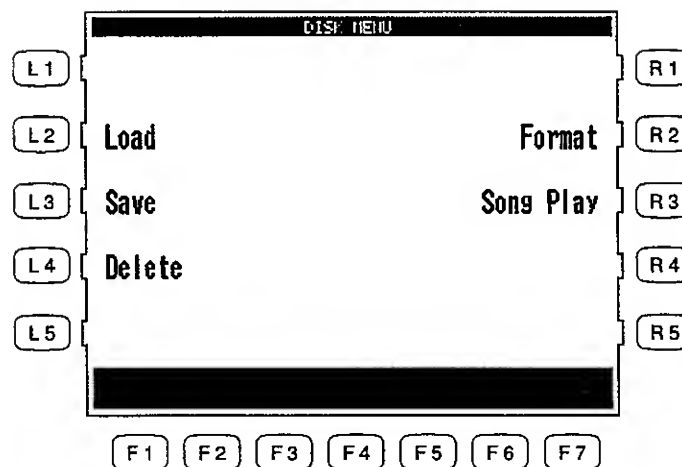 DISK MENU
L1 R1
L2 Load Format R2
L3 Save Song Play R3
L4 Delete R4
L5 R5
F1 F2 F3 F4 F5 F6 F7